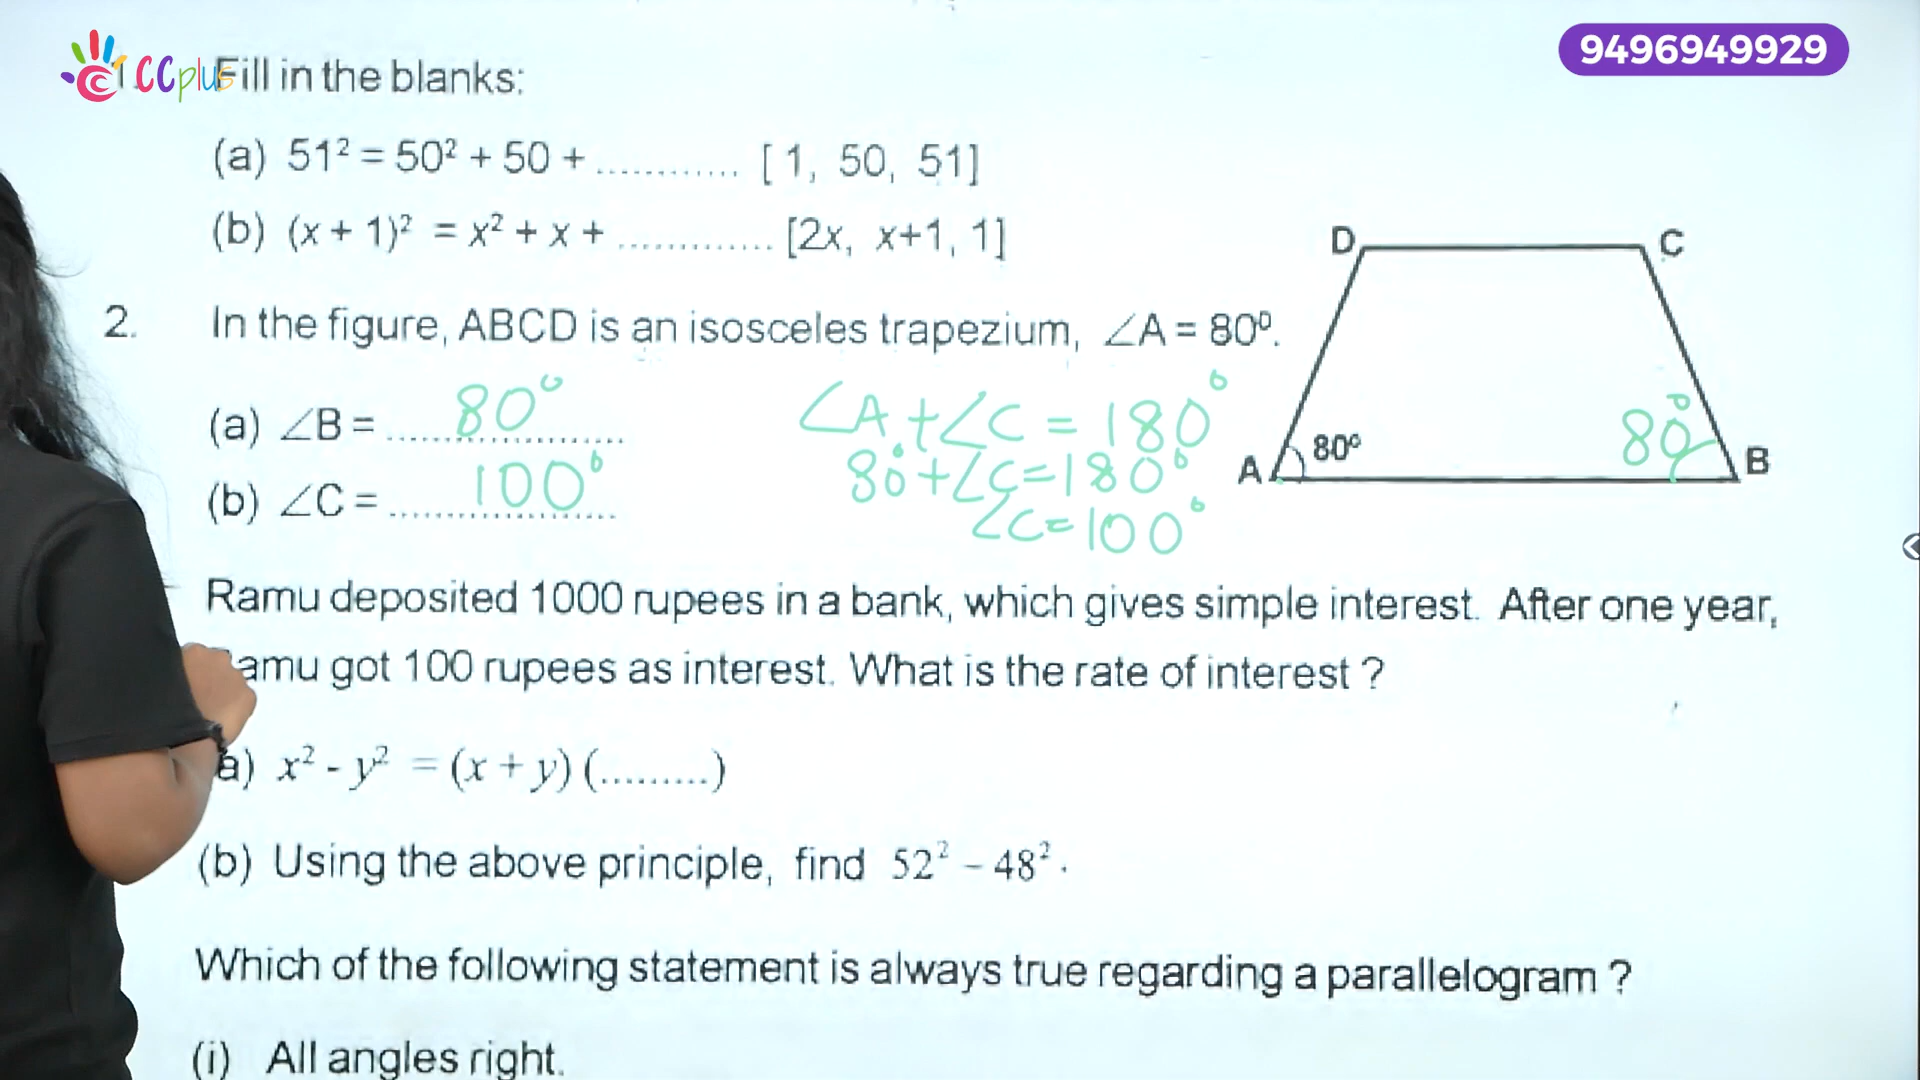 CCplus
9496949929
1. Fill in the blanks:
(a) 51² = 50² + 50 + ............ [ 1, 50, 51]
(b) (x + 1)² = x² + x + ............. [2x, x+1, 1]
2. In the figure, ABCD is an isosceles trapezium, ∠A = 80⁰.
(a) ∠B = ...................... 80°
(b) ∠C = ..................... 100°
∠A + ∠C = 180°
80° + ∠C = 180°
∠C = 100°
D C
A 80° 80° B
Ramu deposited 1000 rupees in a bank, which gives simple interest. After one year,
amu got 100 rupees as interest. What is the rate of interest ?
a) x² - y² = (x + y) (.........)
(b) Using the above principle, find 52² – 48² .
Which of the following statement is always true regarding a parallelogram ?
(i) All angles right.